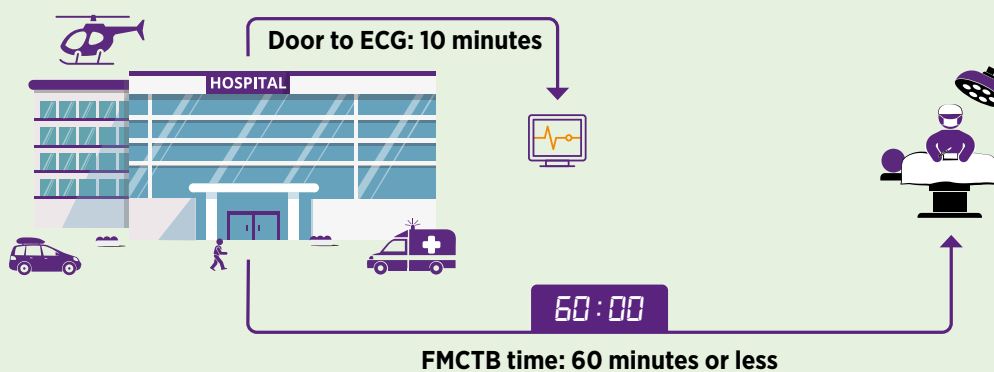 Door to ECG: 10 minutes
HOSPITAL
60:00
FMCTB time: 60 minutes or less